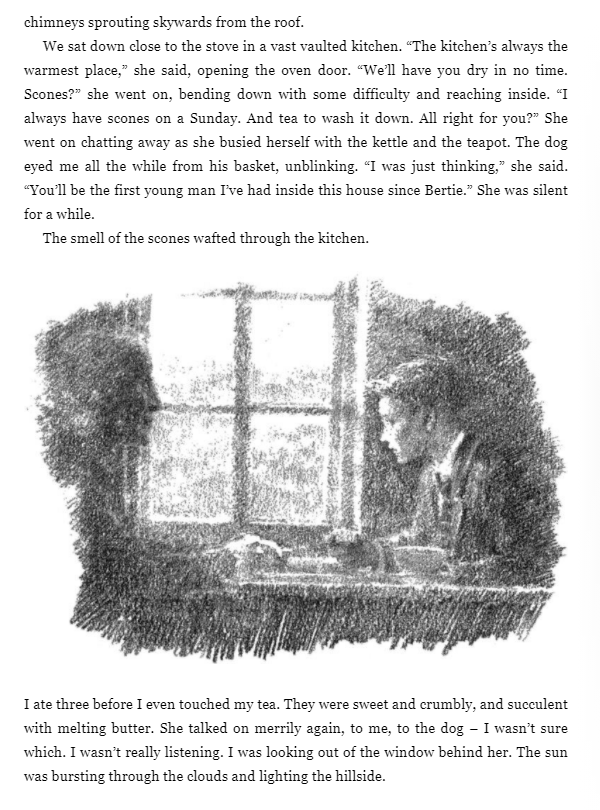 chimneys sprouting skywards from the roof.
We sat down close to the stove in a vast vaulted kitchen. “The kitchen’s always the
warmest place,” she said, opening the oven door. “We’ll have you dry in no time.
Scones?” she went on, bending down with some difficulty and reaching inside. “I
always have scones on a Sunday. And tea to wash it down. All right for you?” She
went on chatting away as she busied herself with the kettle and the teapot. The dog
eyed me all the while from his basket, unblinking. “I was just thinking,” she said.
“You’ll be the first young man I’ve had inside this house since Bertie.” She was silent
for a while.
The smell of the scones wafted through the kitchen.
I ate three before I even touched my tea. They were sweet and crumbly, and succulent
with melting butter. She talked on merrily again, to me, to the dog – I wasn’t sure
which. I wasn’t really listening. I was looking out of the window behind her. The sun
was bursting through the clouds and lighting the hillside.